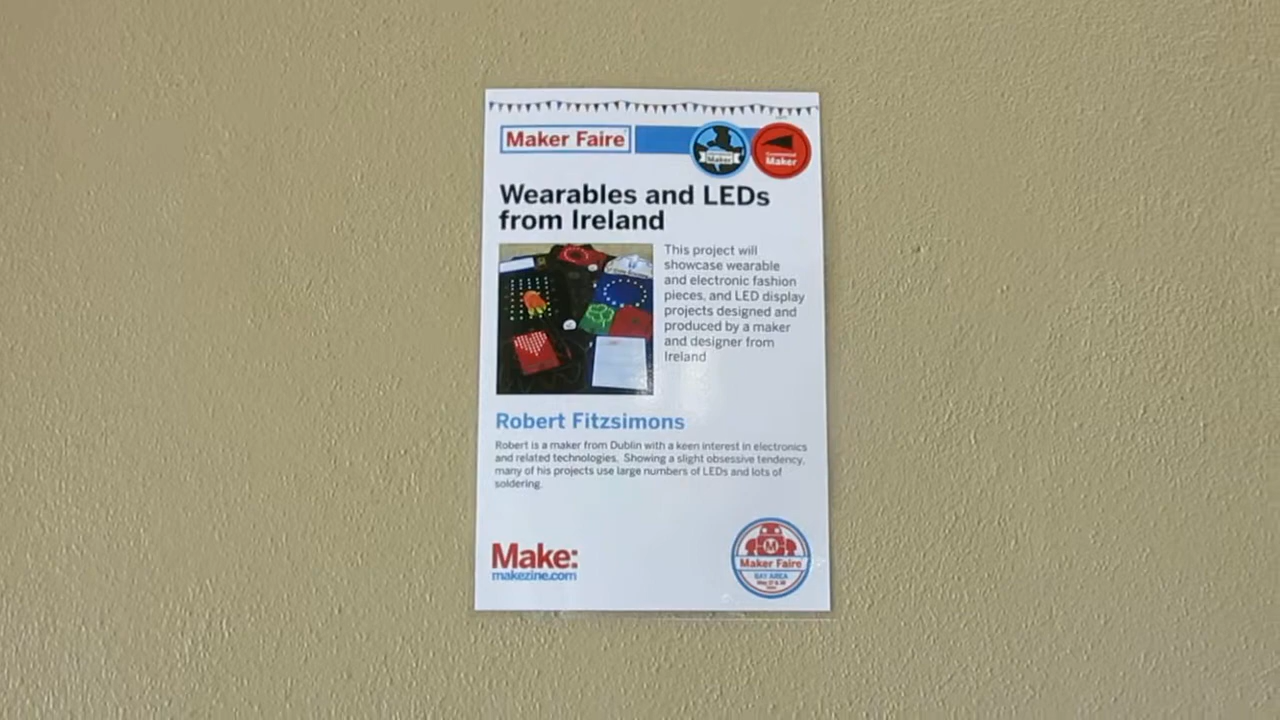 Maker Faire
Maker
Maker
Wearables and LEDs
from Ireland
This project will
showcase wearable
and electronic fashion
pieces, and LED display
projects designed and
produced by a maker
and designer from
Ireland
Robert Fitzsimons
Robert is a maker from Dublin with a keen interest in electronics
and related technologies. Showing a slight obsessive tendency,
many of his projects use large numbers of LEDs and lots of
soldering.
Make:
makezine.com
M
Maker Faire
BAY AREA